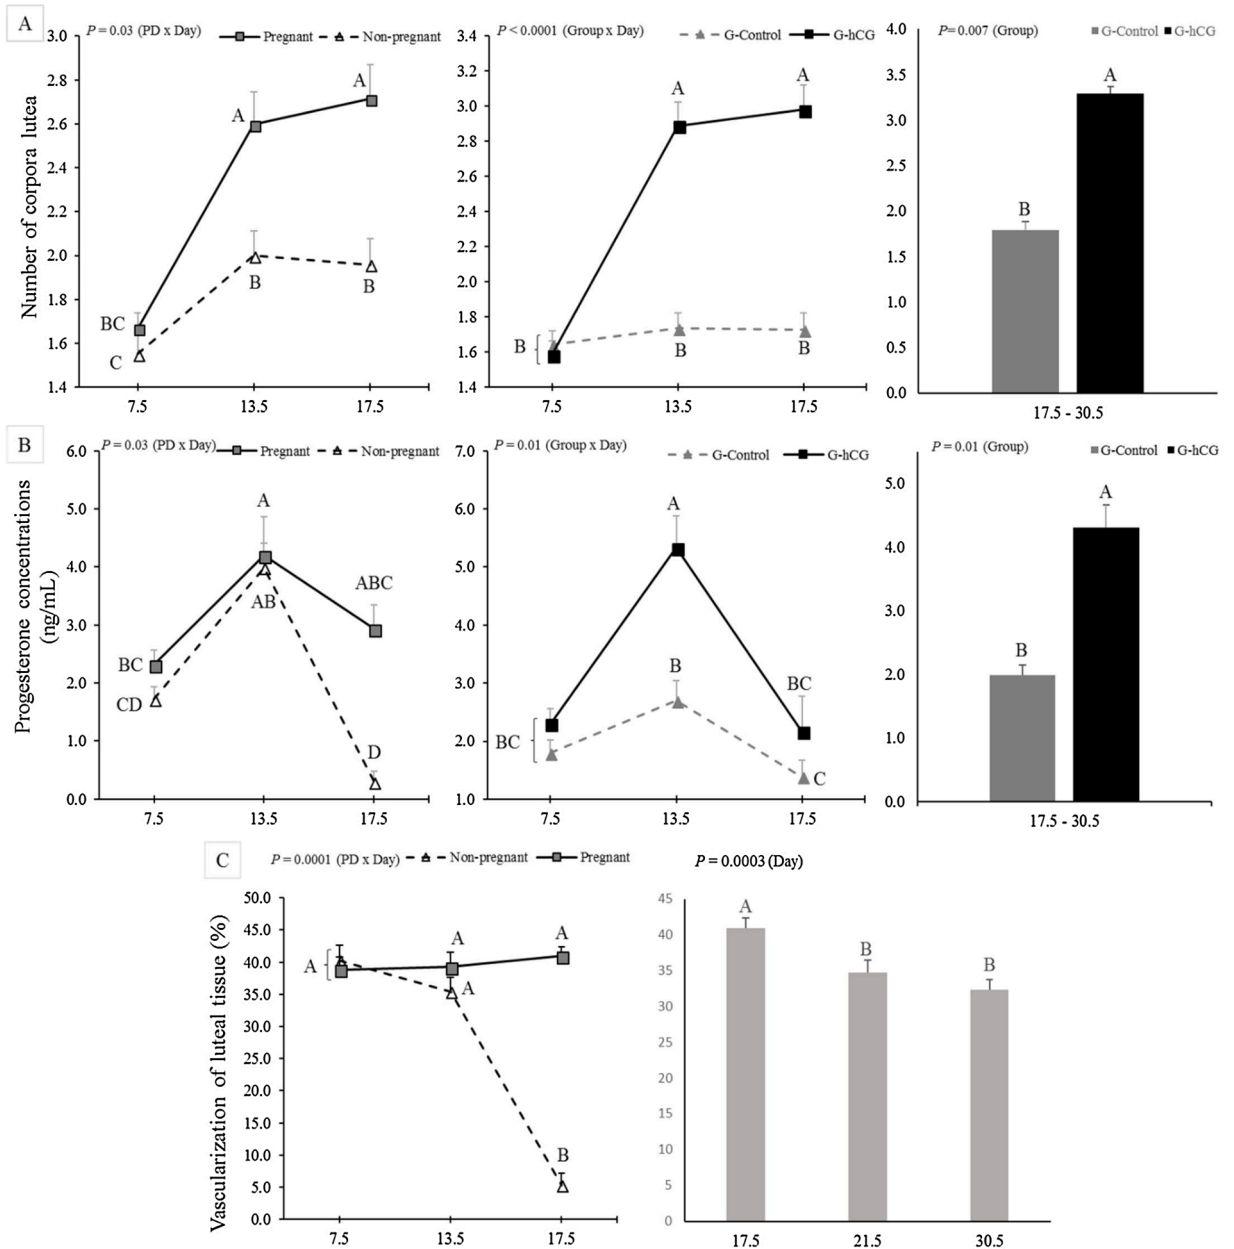 A
P = 0.03 (PD x Day)
Pregnant Non-pregnant
Number of corpora lutea
3.0
2.8
2.6
2.4
2.2
2.0
1.8
1.6
1.4
A
A
BC
C
B
B
7.5 13.5 17.5
P < 0.0001 (Group x Day)
G-Control G-hCG
3.4
3.2
3.0
2.8
2.6
2.4
2.2
2.0
1.8
1.6
1.4
A
A
B
B
B
7.5 13.5 17.5
P= 0.007 (Group)
G-Control G-hCG
4.0
3.5
3.0
2.5
2.0
1.5
1.0
0.5
0.0
A
B
17.5 - 30.5
B
P = 0.03 (PD x Day)
Pregnant Non-pregnant
Progesterone concentrations
(ng/mL)
6.0
5.0
4.0
3.0
2.0
1.0
0.0
A
ABC
AB
BC
CD
D
7.5 13.5 17.5
P = 0.01 (Group x Day)
G-Control G-hCG
7.0
6.0
5.0
4.0
3.0
2.0
1.0
A
B
BC
BC
C
7.5 13.5 17.5
P = 0.01 (Group)
G-Control G-hCG
5.0
4.0
3.0
2.0
1.0
0.0
A
B
17.5 - 30.5
C
P = 0.0001 (PD x Day)
Non-pregnant Pregnant
Vascularization of luteal tissue (%)
50.0
45.0
40.0
35.0
30.0
25.0
20.0
15.0
10.0
5.0
0.0
A
A
A
A
B
7.5 13.5 17.5
P = 0.0003 (Day)
45
40
35
30
25
20
15
10
5
0
A
B
B
17.5 21.5 30.5